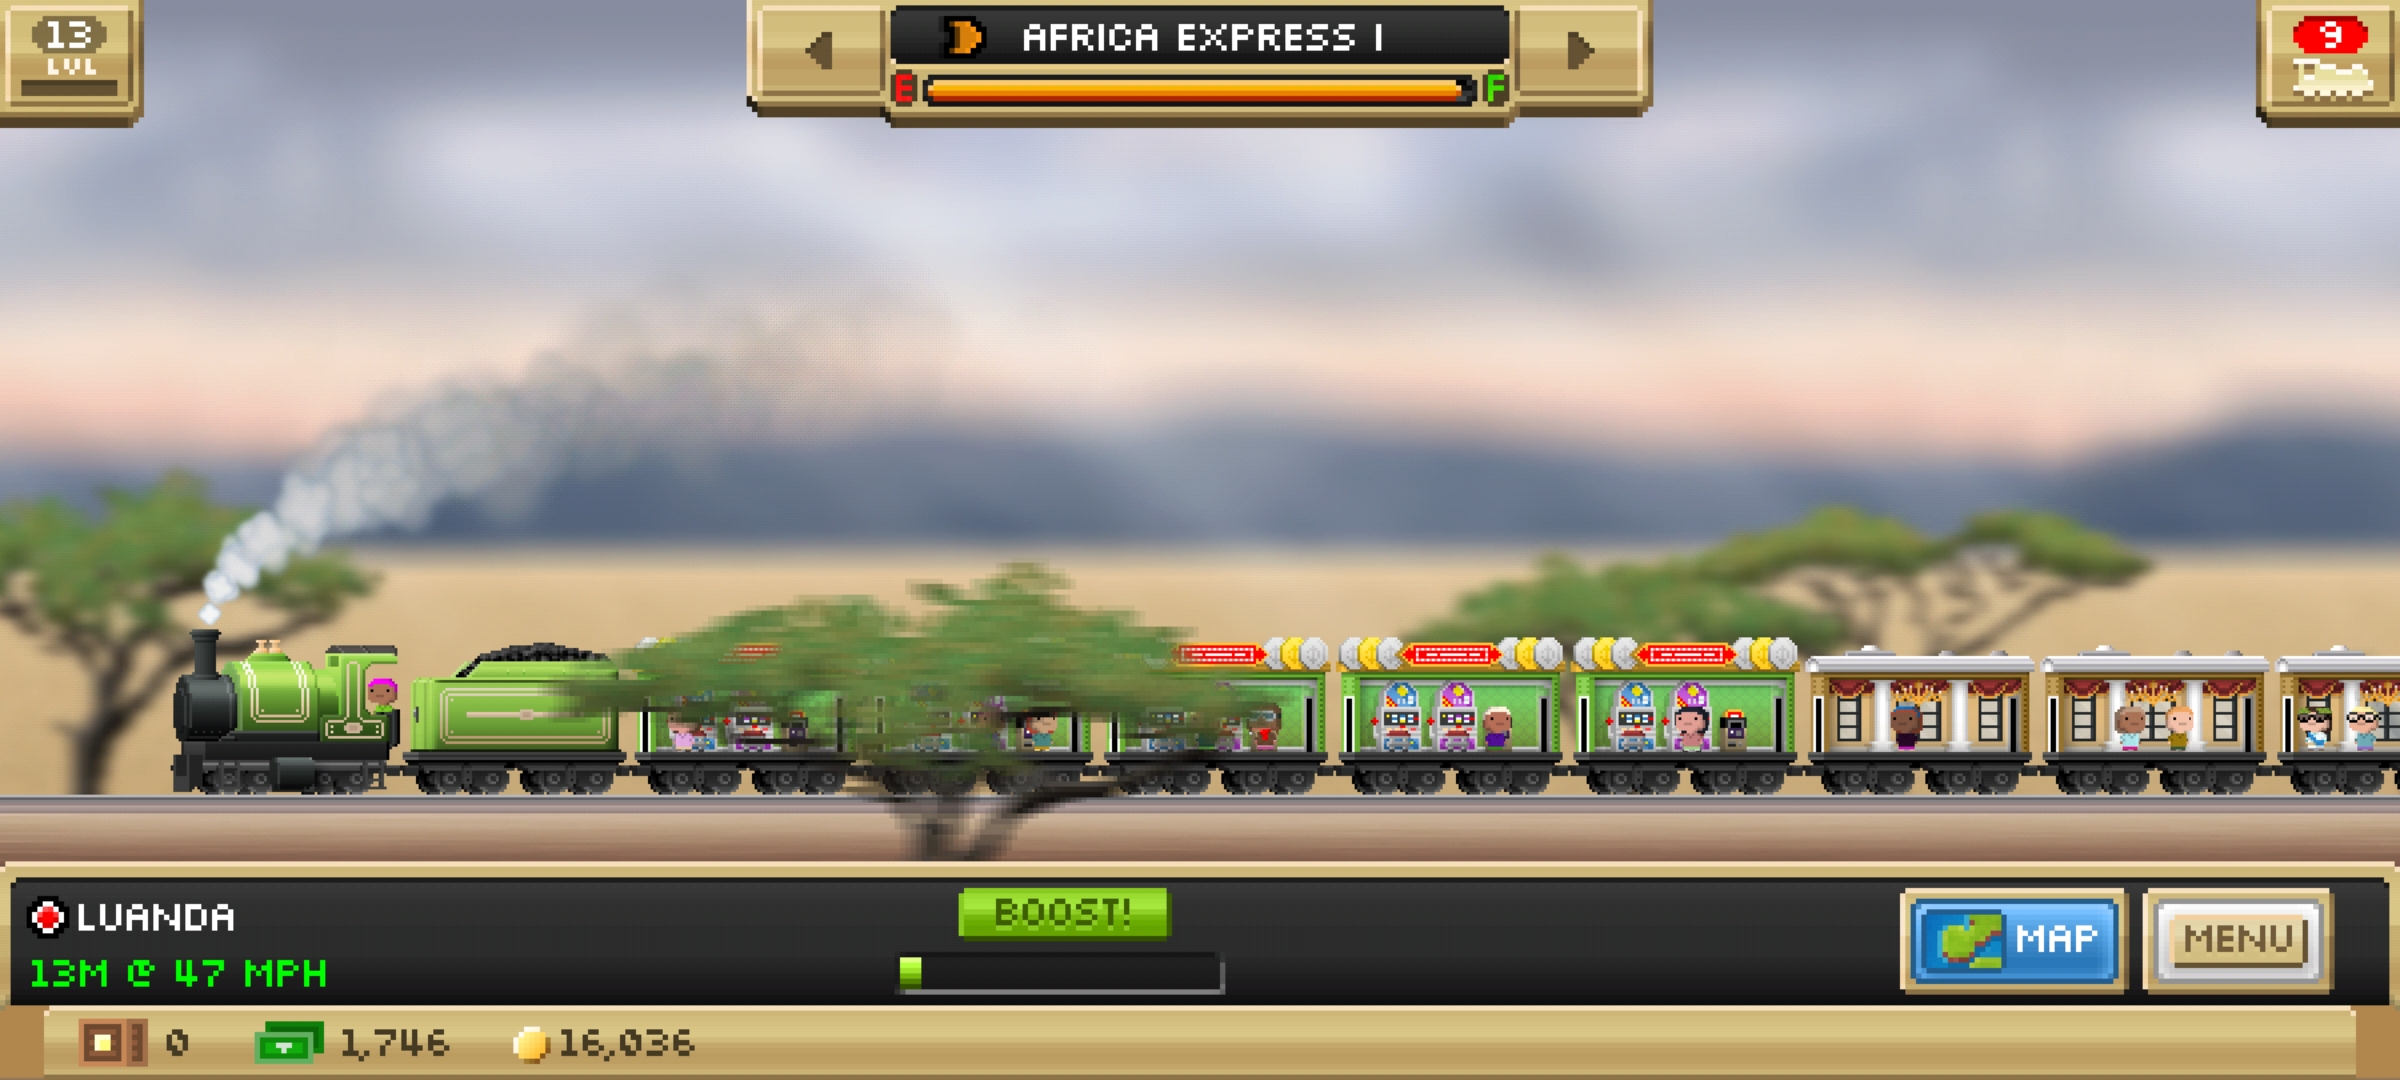 13
LVL
AFRICA EXPRESS I
E
F
9
LUANDA
13M @ 47 MPH
BOOST!
MAP
MENU
0
1,746
16,036